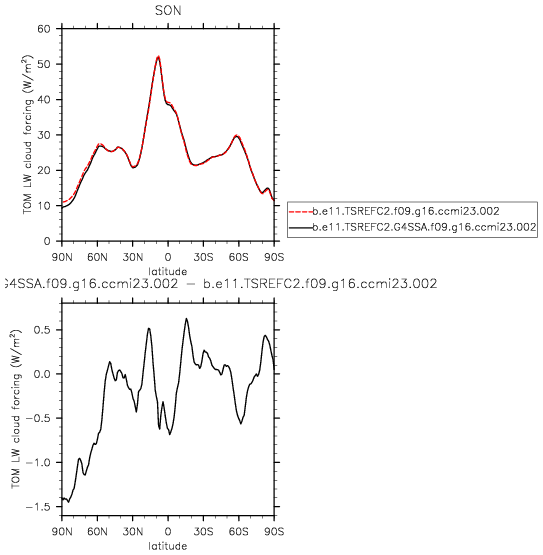 SON
60
50
40
30
20
10
0
TOM LW cloud forcing (W/m²)
90N 60N 30N 0 30S 60S 90S
latitude
b.e11.TSREFC2.f09.g16.ccmi23.002
b.e11.TSREFC2.G4SSA.f09.g16.ccmi23.002
G4SSA.f09.g16.ccmi23.002 − b.e11.TSREFC2.f09.g16.ccmi23.002
0.5
0.0
−0.5
−1.0
−1.5
TOM LW cloud forcing (W/m²)
90N 60N 30N 0 30S 60S 90S
latitude